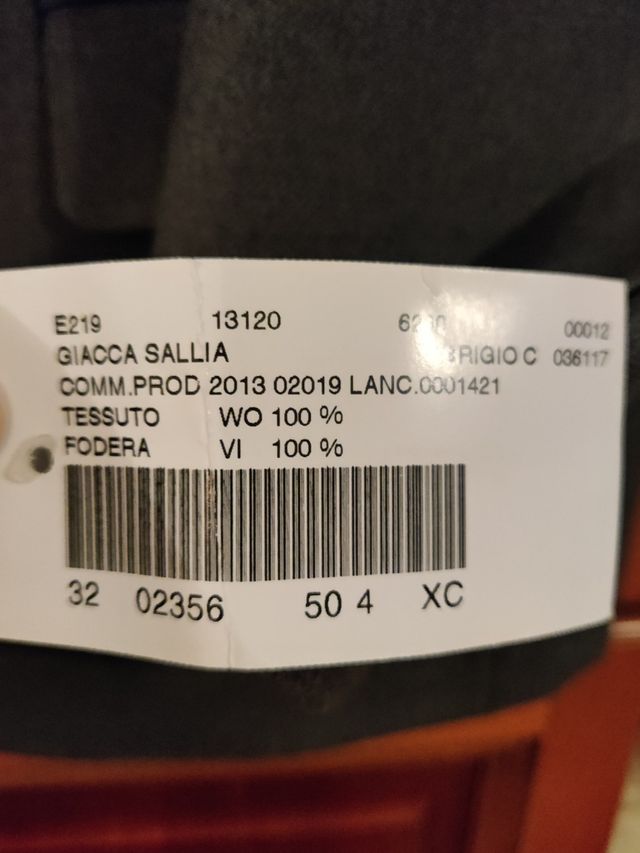 E219 13120 00012
GIACCA SALLIA C 036117
COMM.PROD 2013 02019 LANC.0001421
TESSUTO WO 100 %
FODERA VI 100 %
32 02356 50 4 XC